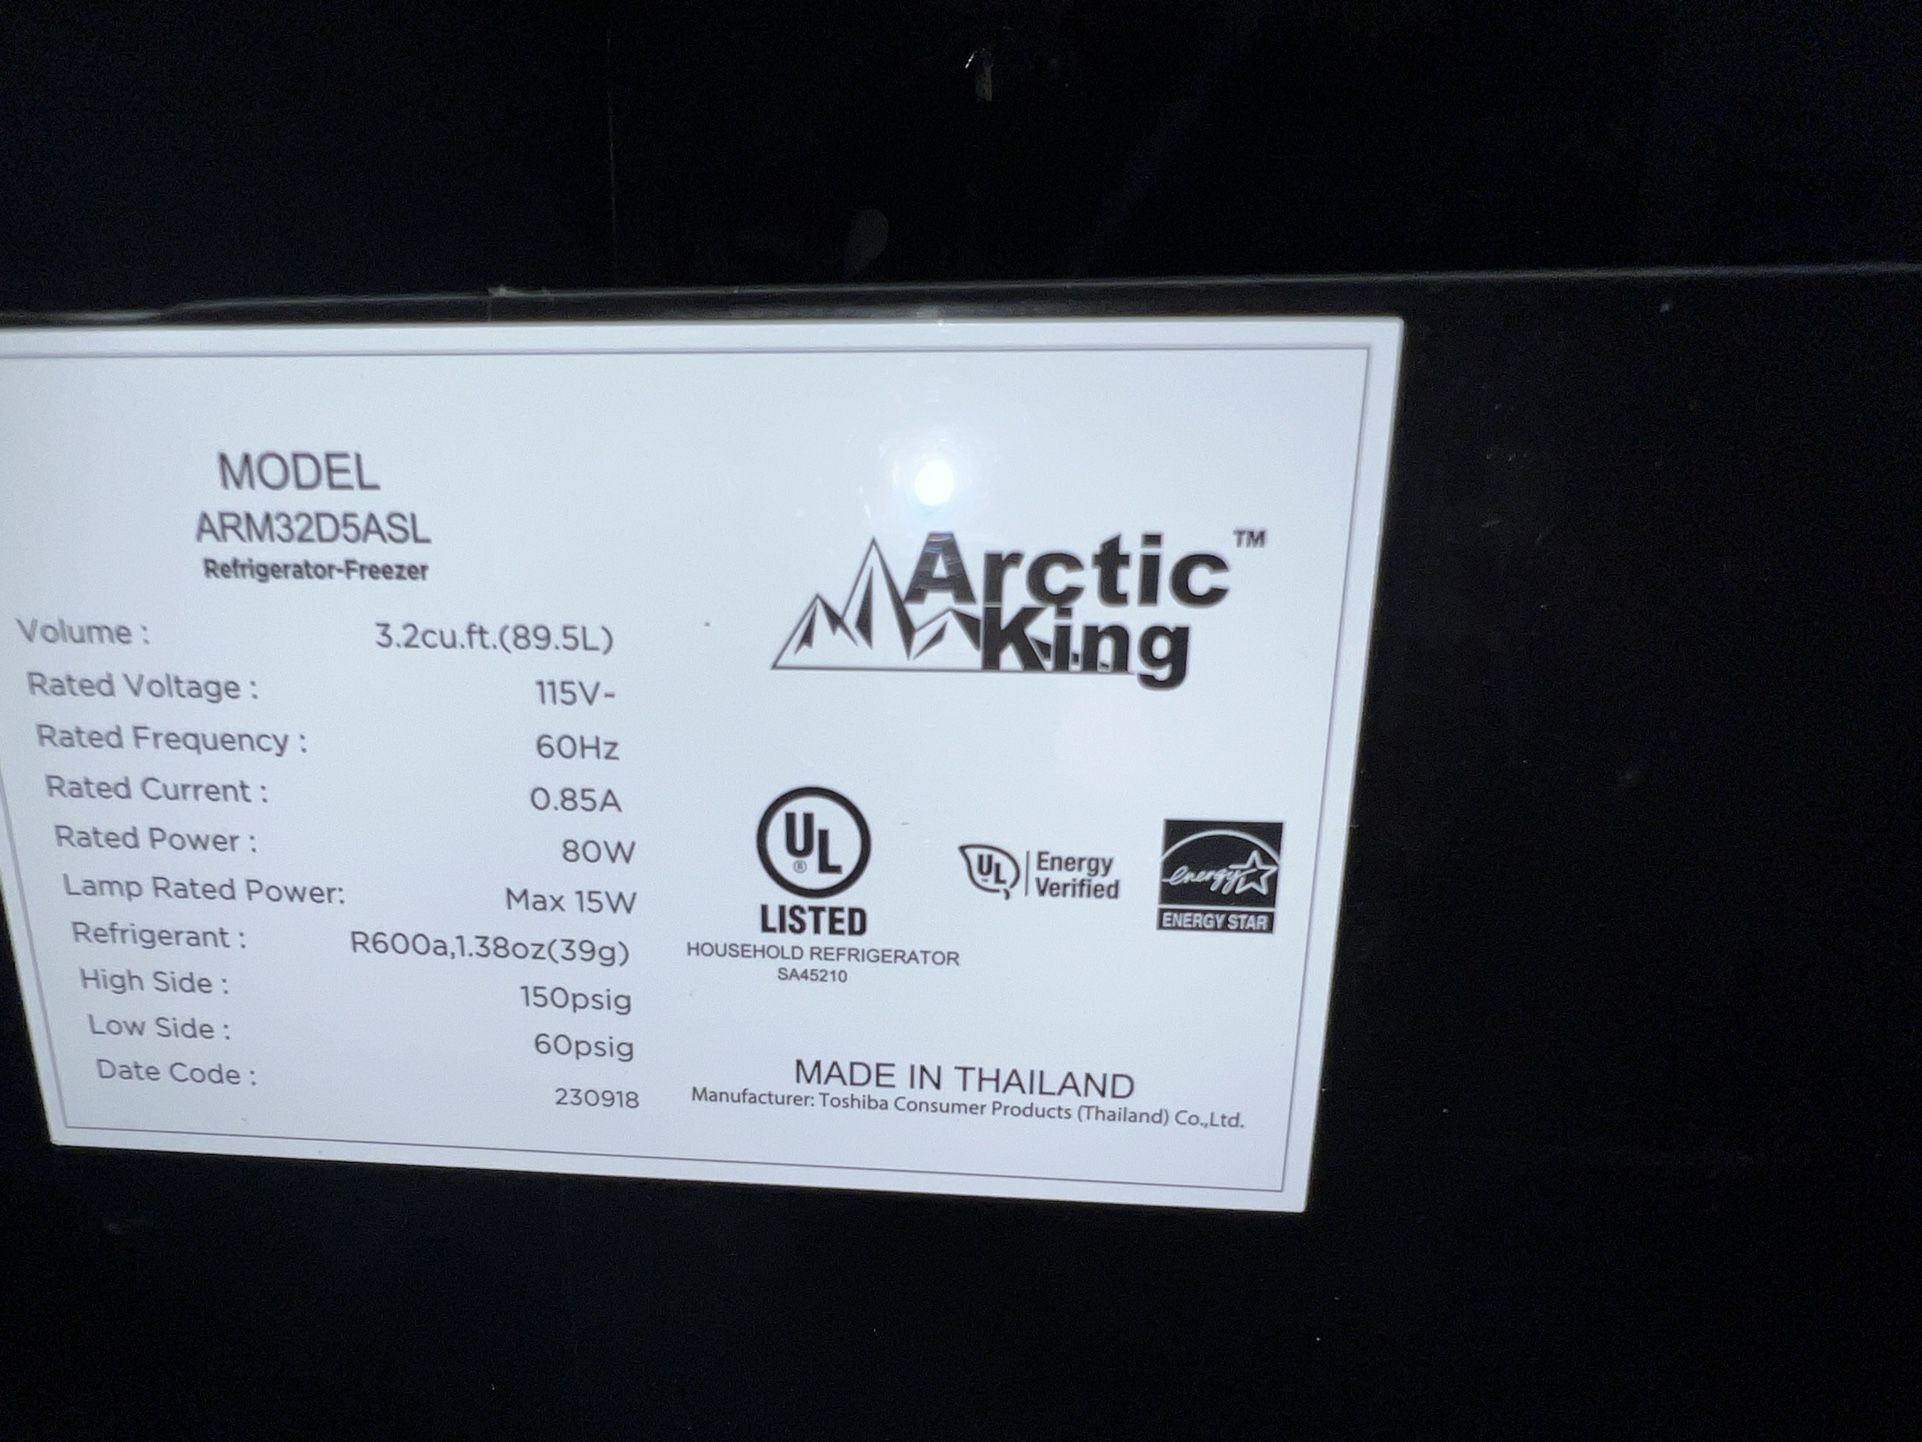 MODEL
ARM32D5ASL
Refrigerator-Freezer
Volume : 3.2cu.ft.(89.5L)
Rated Voltage : 115V~
Rated Frequency : 60Hz
Rated Current : 0.85A
Rated Power : 80W
Lamp Rated Power: Max 15W
Refrigerant : R600a,1.38oz(39g)
High Side : 150psig
Low Side : 60psig
Date Code : 230918
Arctic™
King
UL®
LISTED
HOUSEHOLD REFRIGERATOR
SA45210
UL Energy
Verified
energy
ENERGY STAR
MADE IN THAILAND
Manufacturer: Toshiba Consumer Products (Thailand) Co.,Ltd.